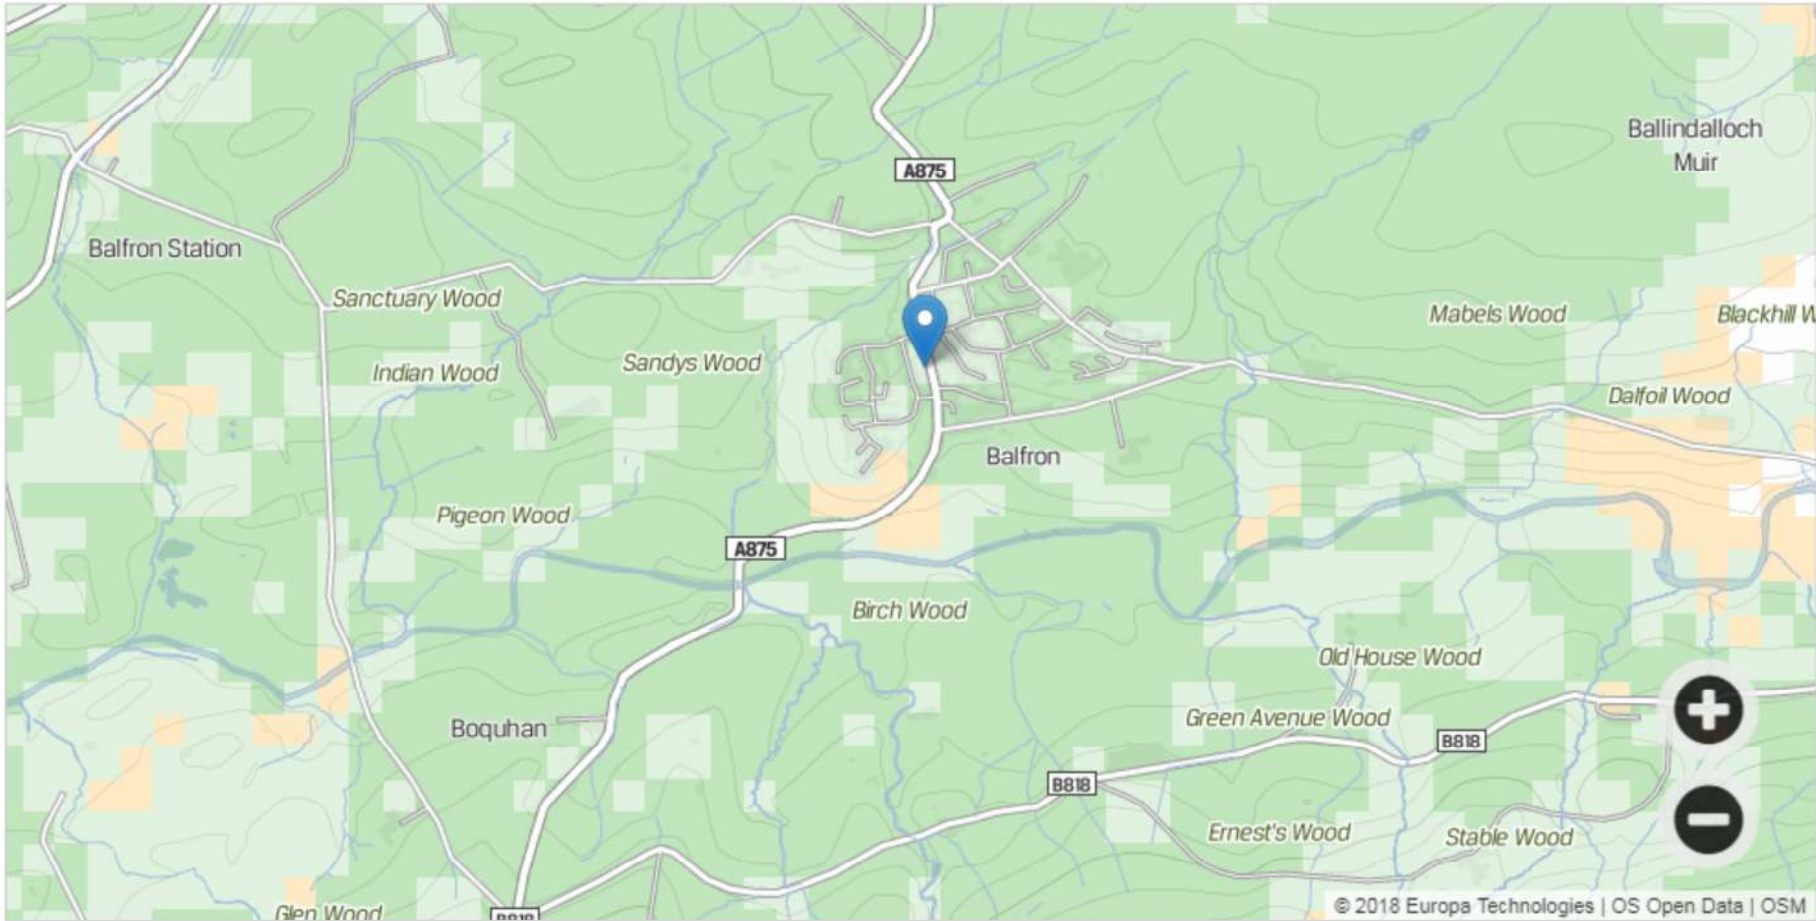 Ballindalloch
Muir
A875
Balfron Station
Sanctuary Wood
Mabels Wood
Blackhill W
Sandys Wood
Indian Wood
Dalfoil Wood
Balfron
Pigeon Wood
A875
Birch Wood
Old House Wood
Green Avenue Wood
Boquhan
B818
B818
Ernest's Wood
Stable Wood
Glen Wood
B818
© 2018 Europa Technologies | OS Open Data | OSM